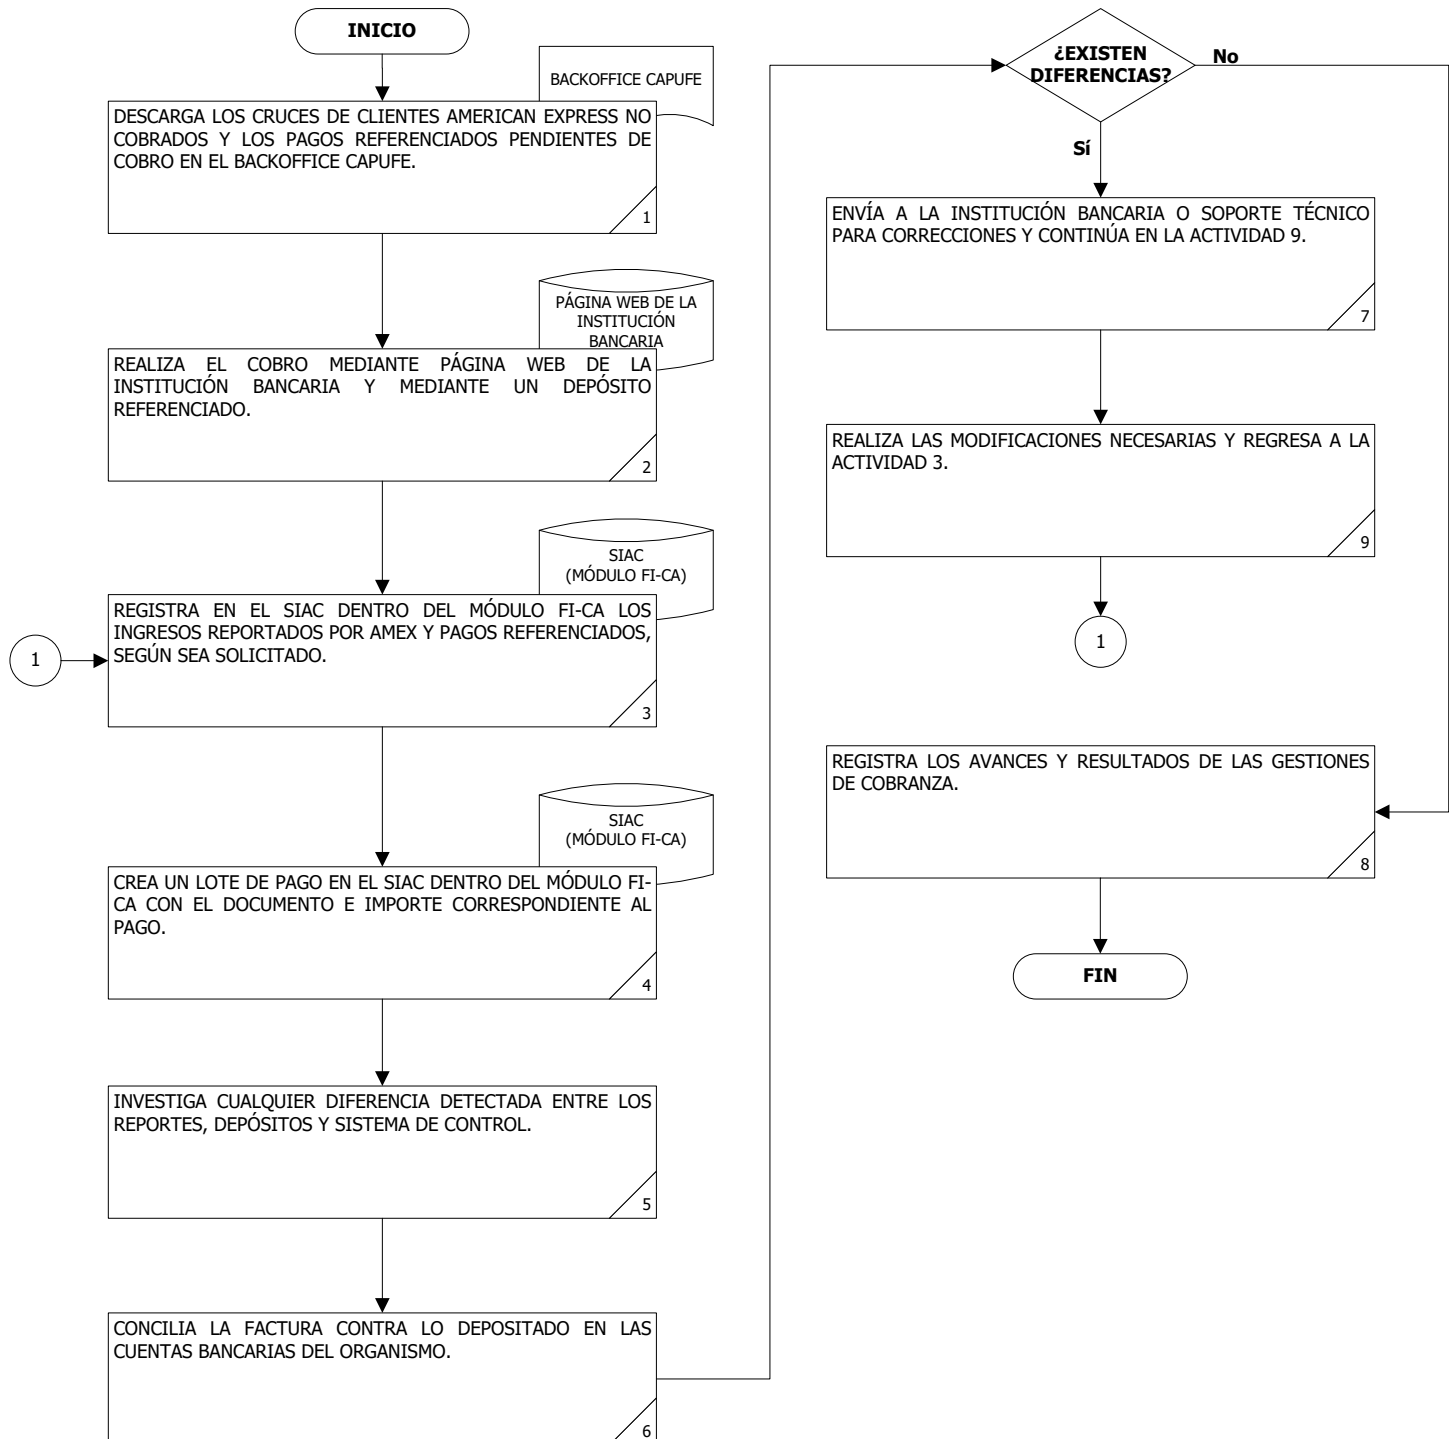 INICIO
BACKOFFICE CAPUFE
DESCARGA LOS CRUCES DE CLIENTES AMERICAN EXPRESS NO
COBRADOS Y LOS PAGOS REFERENCIADOS PENDIENTES DE
COBRO EN EL BACKOFFICE CAPUFE.
1
PÁGINA WEB DE LA
INSTITUCIÓN
BANCARIA
REALIZA EL COBRO MEDIANTE PÁGINA WEB DE LA
INSTITUCIÓN BANCARIA Y MEDIANTE UN DEPÓSITO
REFERENCIADO.
2
SIAC
(MÓDULO FI-CA)
1
REGISTRA EN EL SIAC DENTRO DEL MÓDULO FI-CA LOS
INGRESOS REPORTADOS POR AMEX Y PAGOS REFERENCIADOS,
SEGÚN SEA SOLICITADO.
3
SIAC
(MÓDULO FI-CA)
CREA UN LOTE DE PAGO EN EL SIAC DENTRO DEL MÓDULO FI-
CA CON EL DOCUMENTO E IMPORTE CORRESPONDIENTE AL
PAGO.
4
INVESTIGA CUALQUIER DIFERENCIA DETECTADA ENTRE LOS
REPORTES, DEPÓSITOS Y SISTEMA DE CONTROL.
5
CONCILIA LA FACTURA CONTRA LO DEPOSITADO EN LAS
CUENTAS BANCARIAS DEL ORGANISMO.
6
¿EXISTEN
DIFERENCIAS?
No
Sí
ENVÍA A LA INSTITUCIÓN BANCARIA O SOPORTE TÉCNICO
PARA CORRECCIONES Y CONTINÚA EN LA ACTIVIDAD 9.
7
REALIZA LAS MODIFICACIONES NECESARIAS Y REGRESA A LA
ACTIVIDAD 3.
9
1
REGISTRA LOS AVANCES Y RESULTADOS DE LAS GESTIONES
DE COBRANZA.
8
FIN